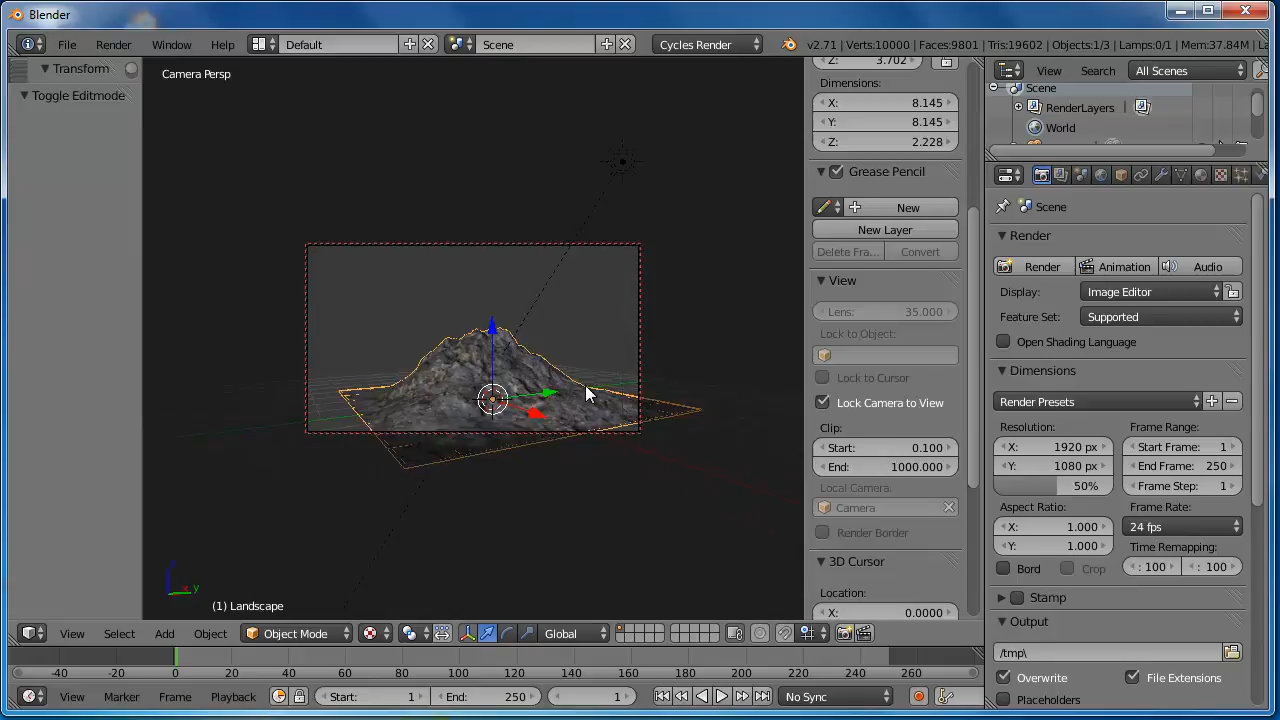 Blender
File Render Window Help Default Scene Cycles Render v2.71 | Verts:10000 | Faces:9801 | Tris:19602 | Objects:1/3 | Lamps:0/1 | Mem:37.84M | La
Transform
Toggle Editmode
Camera Persp
(1) Landscape
Z: 3.702
Dimensions:
X: 8.145
Y: 8.145
Z: 2.228
Grease Pencil
New
New Layer
Delete Fra... Convert
View
Lens: 35.000
Lock to Object:
Lock to Cursor
Lock Camera to View
Clip:
Start: 0.100
End: 1000.000
Local Camera:
Camera
Render Border
3D Cursor
Location:
X: 0.0000
View Search All Scenes
Scene
RenderLayers
World
Scene
Render
Render Animation Audio
Display: Image Editor
Feature Set: Supported
Open Shading Language
Dimensions
Render Presets
Resolution: Frame Range:
X: 1920 px Start Frame: 1
Y: 1080 px End Frame: 250
50% Frame Step: 1
Aspect Ratio: Frame Rate:
X: 1.000 24 fps
Y: 1.000 Time Remapping:
Bord Crop : 100 : 100
Stamp
Output
/tmp\
Overwrite File Extensions
Placeholders
View Select Add Object Object Mode Global
-40 -20 0 20 40 60 80 100 120 140 160 180 200 220 240 260
View Marker Frame Playback Start: 1 End: 250 1 No Sync